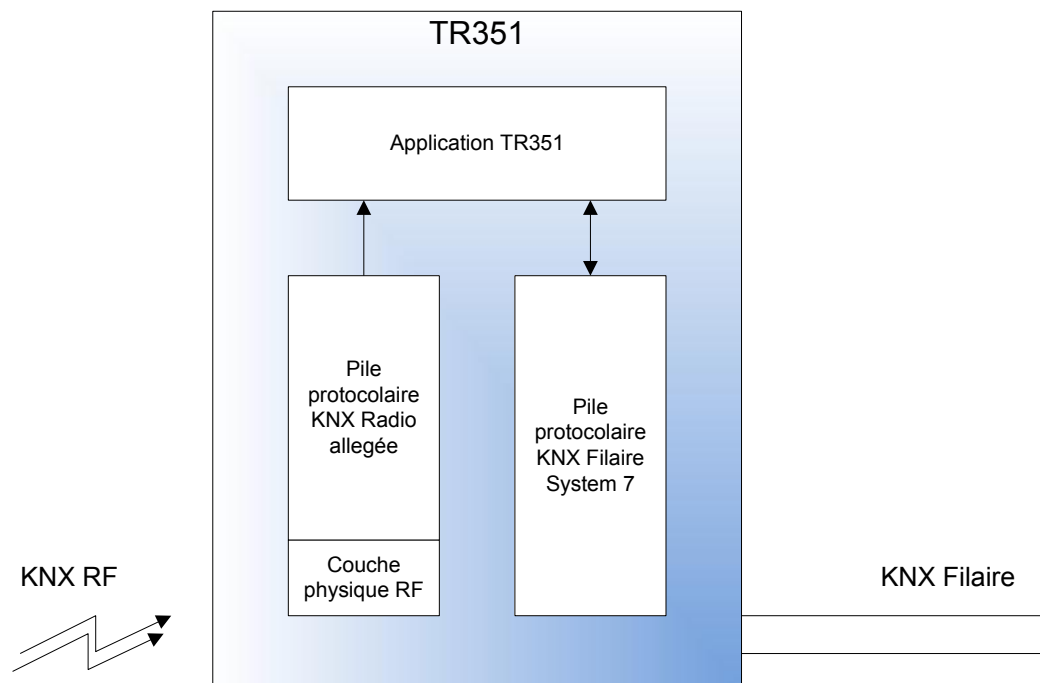 TR351
Application TR351
Pile
protocolaire
KNX Radio
allegée
Couche
physique RF
Pile
protocolaire
KNX Filaire
System 7
KNX RF
KNX Filaire